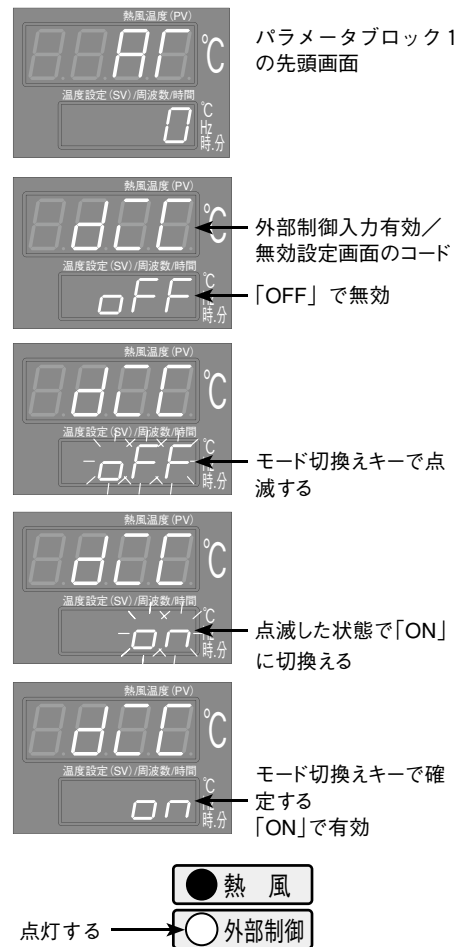 熱風温度(PV)
AT
℃
温度設定(SV)/周波数/時間
0
℃
Hz
時.分
パラメータブロック1
の先頭画面
熱風温度(PV)
diC
℃
温度設定(SV)/周波数/時間
oFF
℃
Hz
時.分
外部制御入力有効/
無効設定画面のコード
「OFF」で無効
熱風温度(PV)
diC
℃
温度設定(SV)/周波数/時間
oFF
℃
時.分
モード切換えキーで点
滅する
熱風温度(PV)
diC
℃
温度設定(SV)/周波数/時間
on
℃
時.分
点滅した状態で「ON」
に切換える
熱風温度(PV)
diC
℃
温度設定(SV)/周波数/時間
on
℃
Hz
時.分
モード切換えキーで確
定する
「ON」で有効
熱 風
点灯する
外部制御